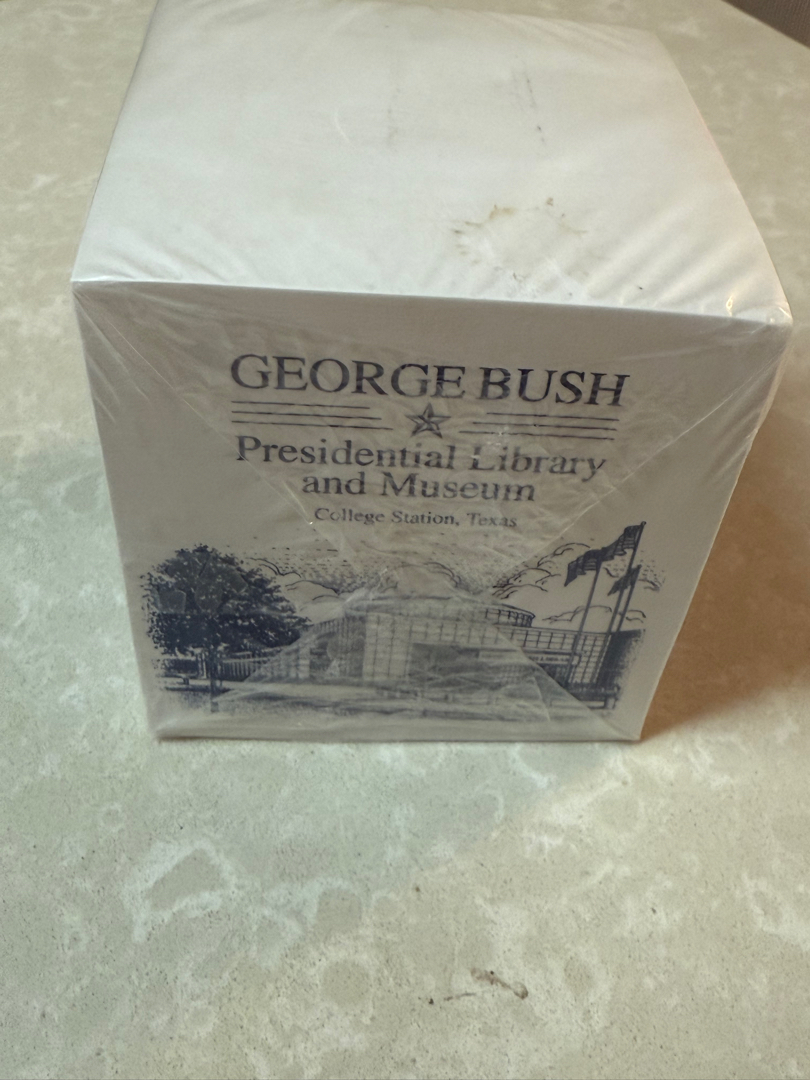 GEORGE BUSH
Presidential Library
and Museum
College Station, Texas